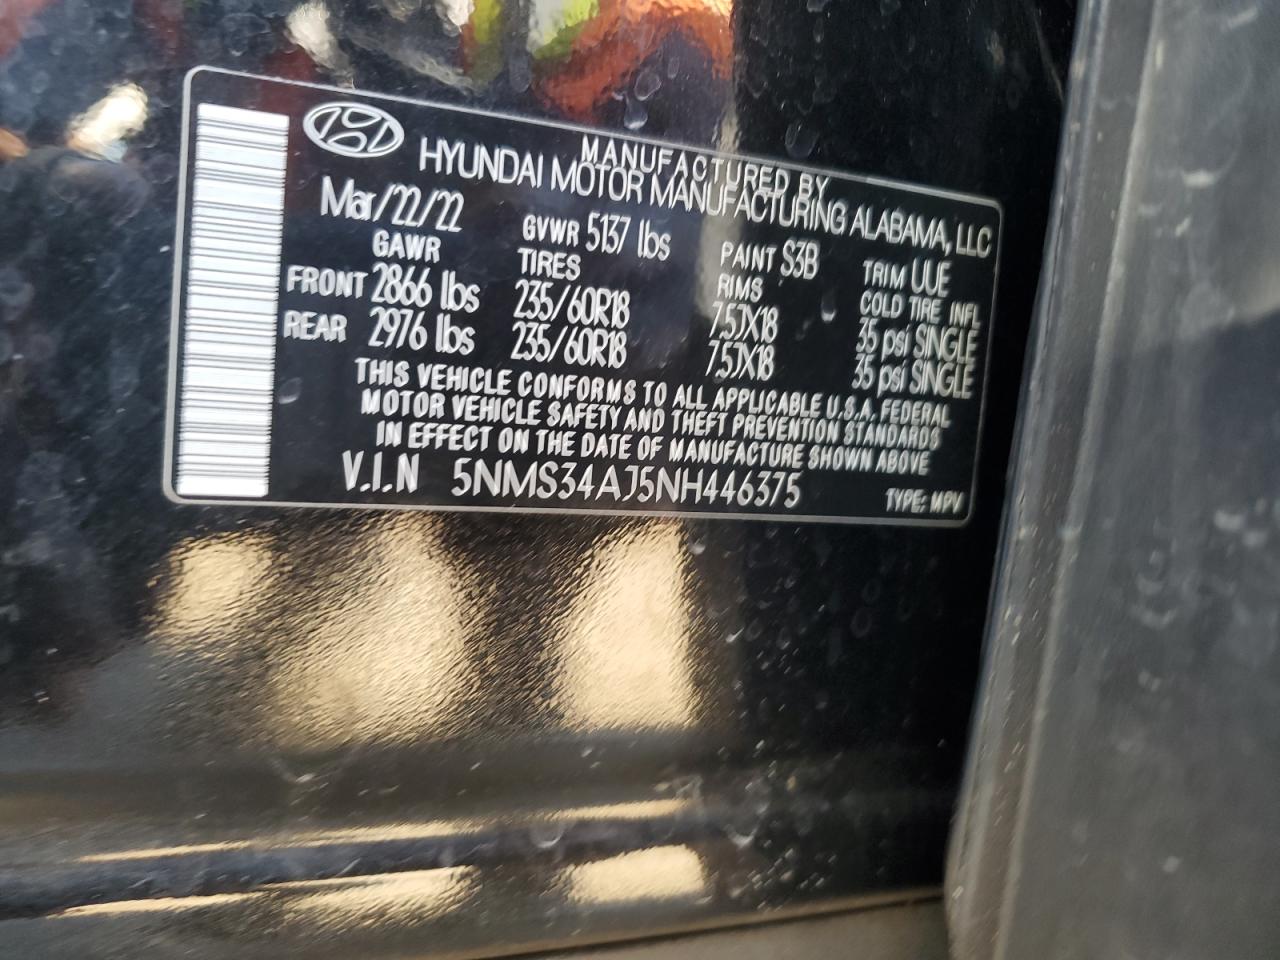 MANUFACTURED BY
HYUNDAI MOTOR MANUFACTURING ALABAMA, LLC
Mar/22/22 GVWR 5137 lbs PAINT S3B TRIM UUE
GAWR TIRES RIMS COLD TIRE INFL
FRONT 2866 lbs 235/60R18 7.5JX18 35 psi SINGLE
REAR 2976 lbs 235/60R18 7.5JX18 35 psi SINGLE
THIS VEHICLE CONFORMS TO ALL APPLICABLE U.S.A. FEDERAL
MOTOR VEHICLE SAFETY AND THEFT PREVENTION STANDARDS
IN EFFECT ON THE DATE OF MANUFACTURE SHOWN ABOVE
V.I.N 5NMS34AJ5NH446375 TYPE: MPV